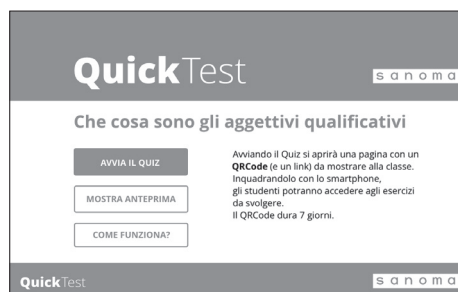 QuickTest
sanoma
Che cosa sono gli aggettivi qualificativi
AVVIA IL QUIZ
MOSTRA ANTEPRIMA
COME FUNZIONA?
Avviando il Quiz si aprirà una pagina con un
QRCode (e un link) da mostrare alla classe.
Inquadrandolo con lo smartphone,
gli studenti potranno accedere agli esercizi
da svolgere.
Il QRCode dura 7 giorni.
QuickTest
sanoma